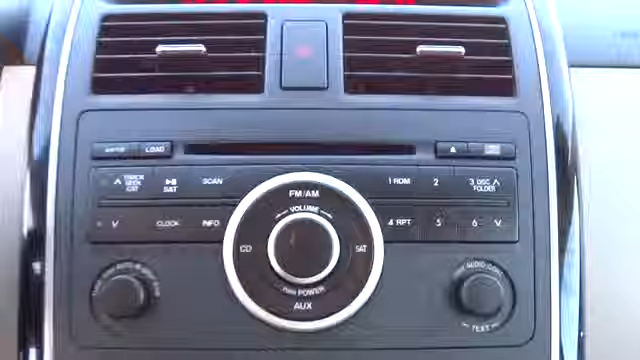 LOAD
TRACK
SEEK
CAT
SAT
SCAN
FM/AM
1 RDM
2
3 DISC
FOLDER
VOLUME
CLOCK
INFO
CD
SAT
4 RPT
5
6
PUSH POWER
AUX
AUDIO CONT
TEXT